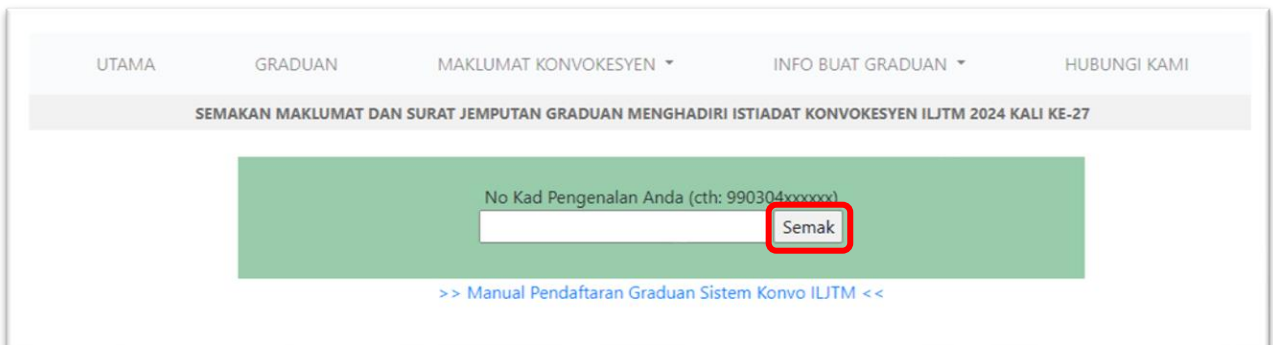 UTAMA GRADUAN MAKLUMAT KONVOKESYEN INFO BUAT GRADUAN HUBUNGI KAMI
SEMAKAN MAKLUMAT DAN SURAT JEMPUTAN GRADUAN MENGHADIRI ISTIADAT KONVOKESYEN ILJTM 2024 KALI KE-27
No Kad Pengenalan Anda (cth: 990304xxxxxx)
Semak
>> Manual Pendaftaran Graduan Sistem Konvo ILJTM <<